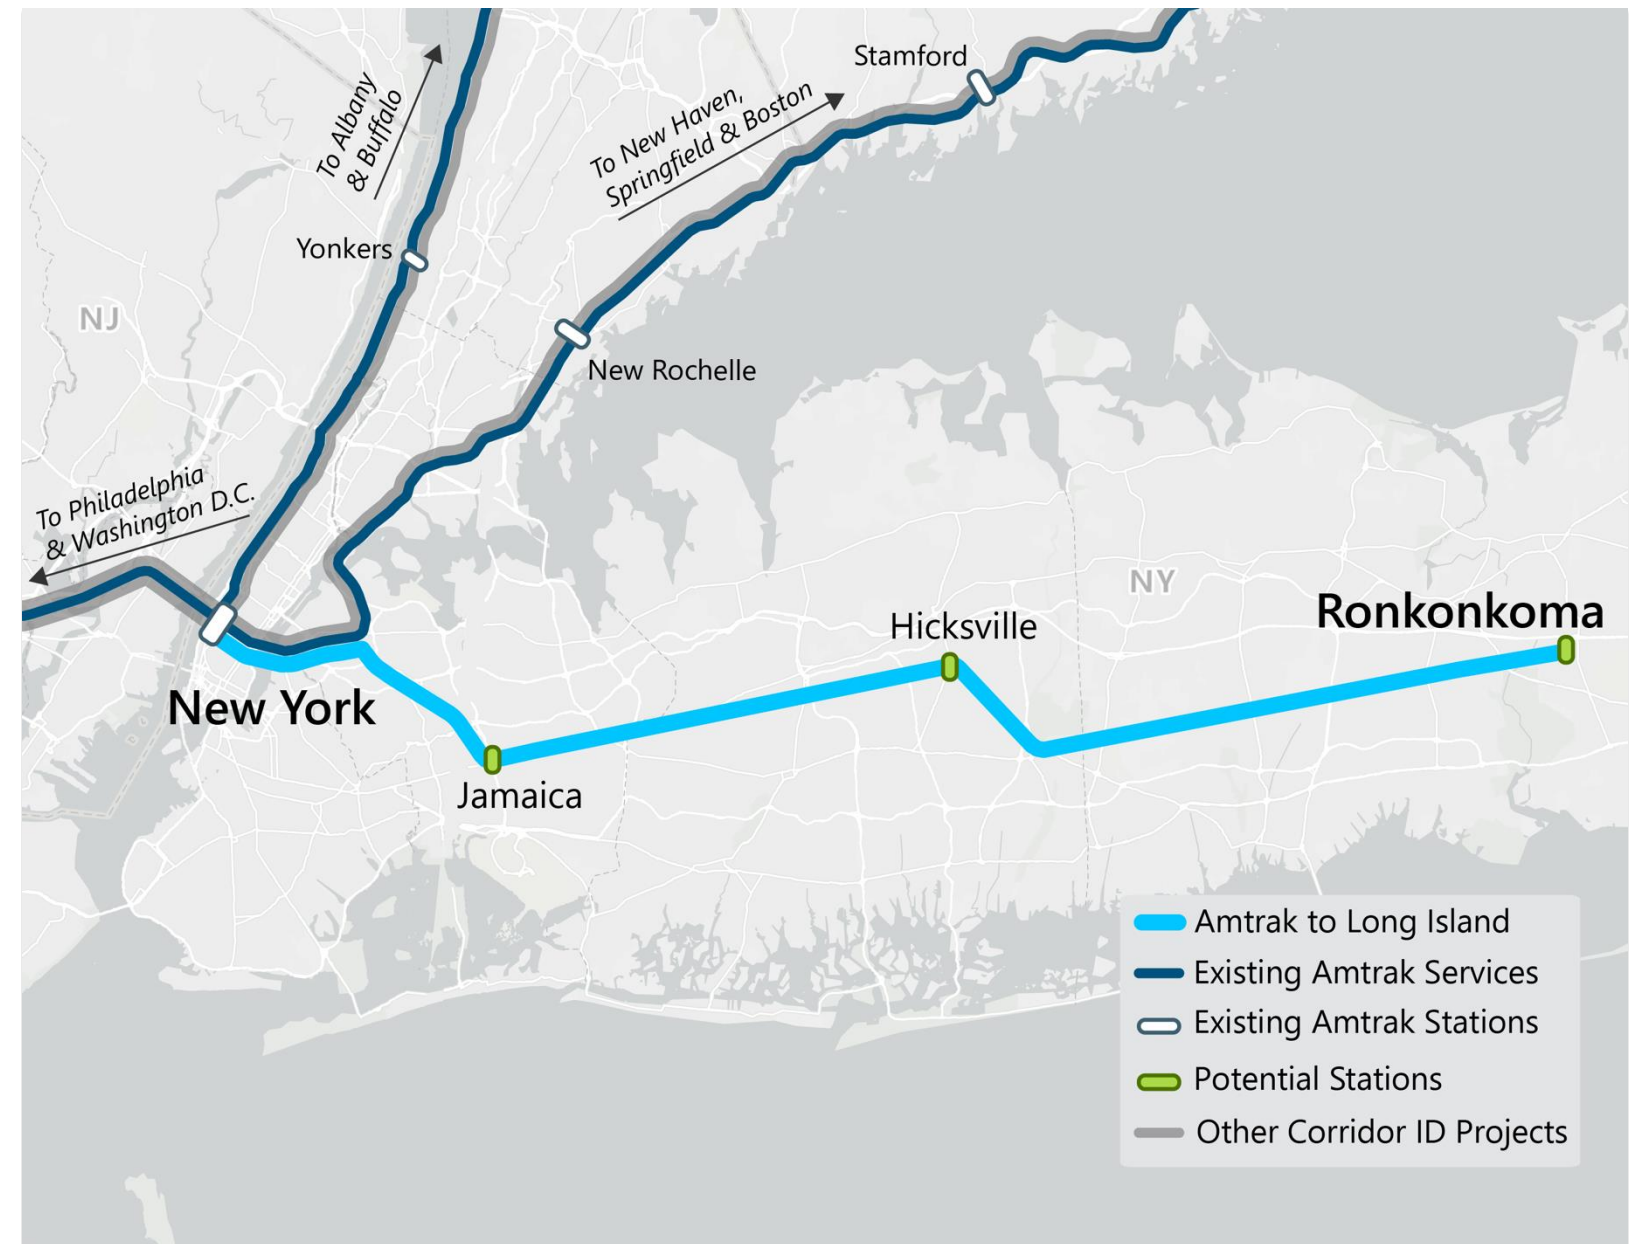 Stamford
To Albany
& Buffalo
To New Haven,
Springfield & Boston
Yonkers
NJ
New Rochelle
To Philadelphia
& Washington D.C.
NY
Ronkonkoma
Hicksville
New York
Jamaica
Amtrak to Long Island
Existing Amtrak Services
Existing Amtrak Stations
Potential Stations
Other Corridor ID Projects